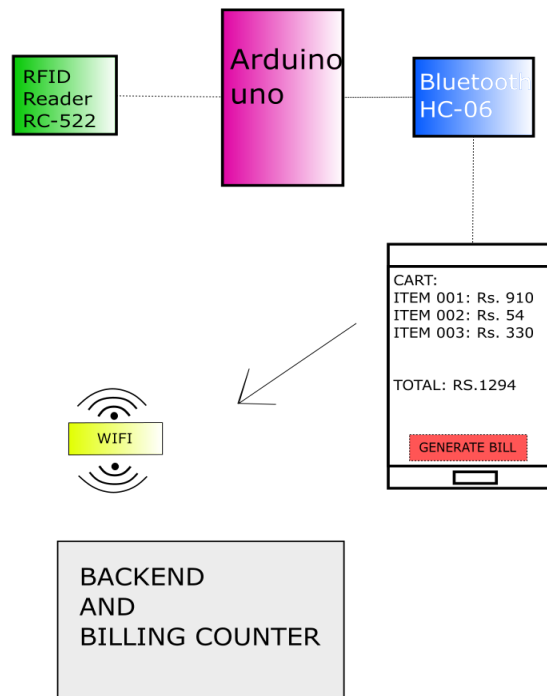 RFID
Reader
RC-522
Arduino
uno
Bluetooth
HC-06
CART:
ITEM 001: Rs. 910
ITEM 002: Rs. 54
ITEM 003: Rs. 330
TOTAL: RS.1294
GENERATE BILL
WIFI
BACKEND
AND
BILLING COUNTER